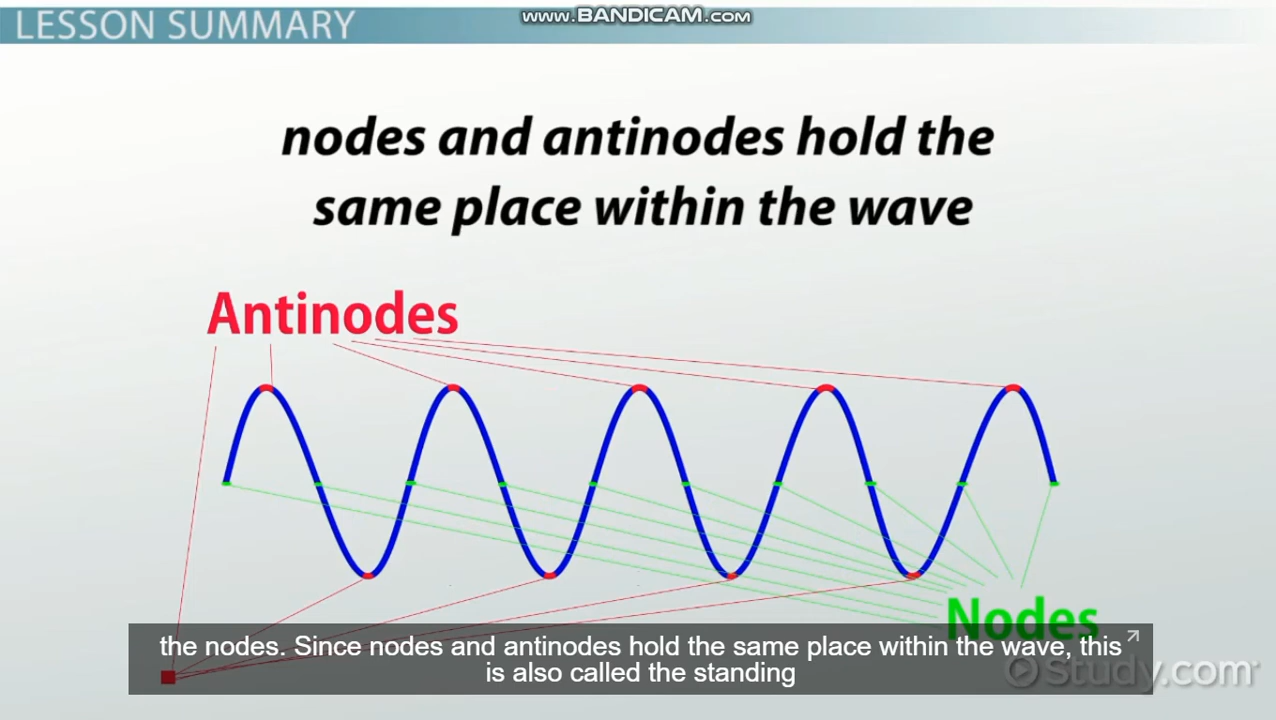 LESSON SUMMARY
www.BANDICAM.com
nodes and antinodes hold the
same place within the wave
Antinodes
Nodes
the nodes. Since nodes and antinodes hold the same place within the wave, this
is also called the standing
Study.com